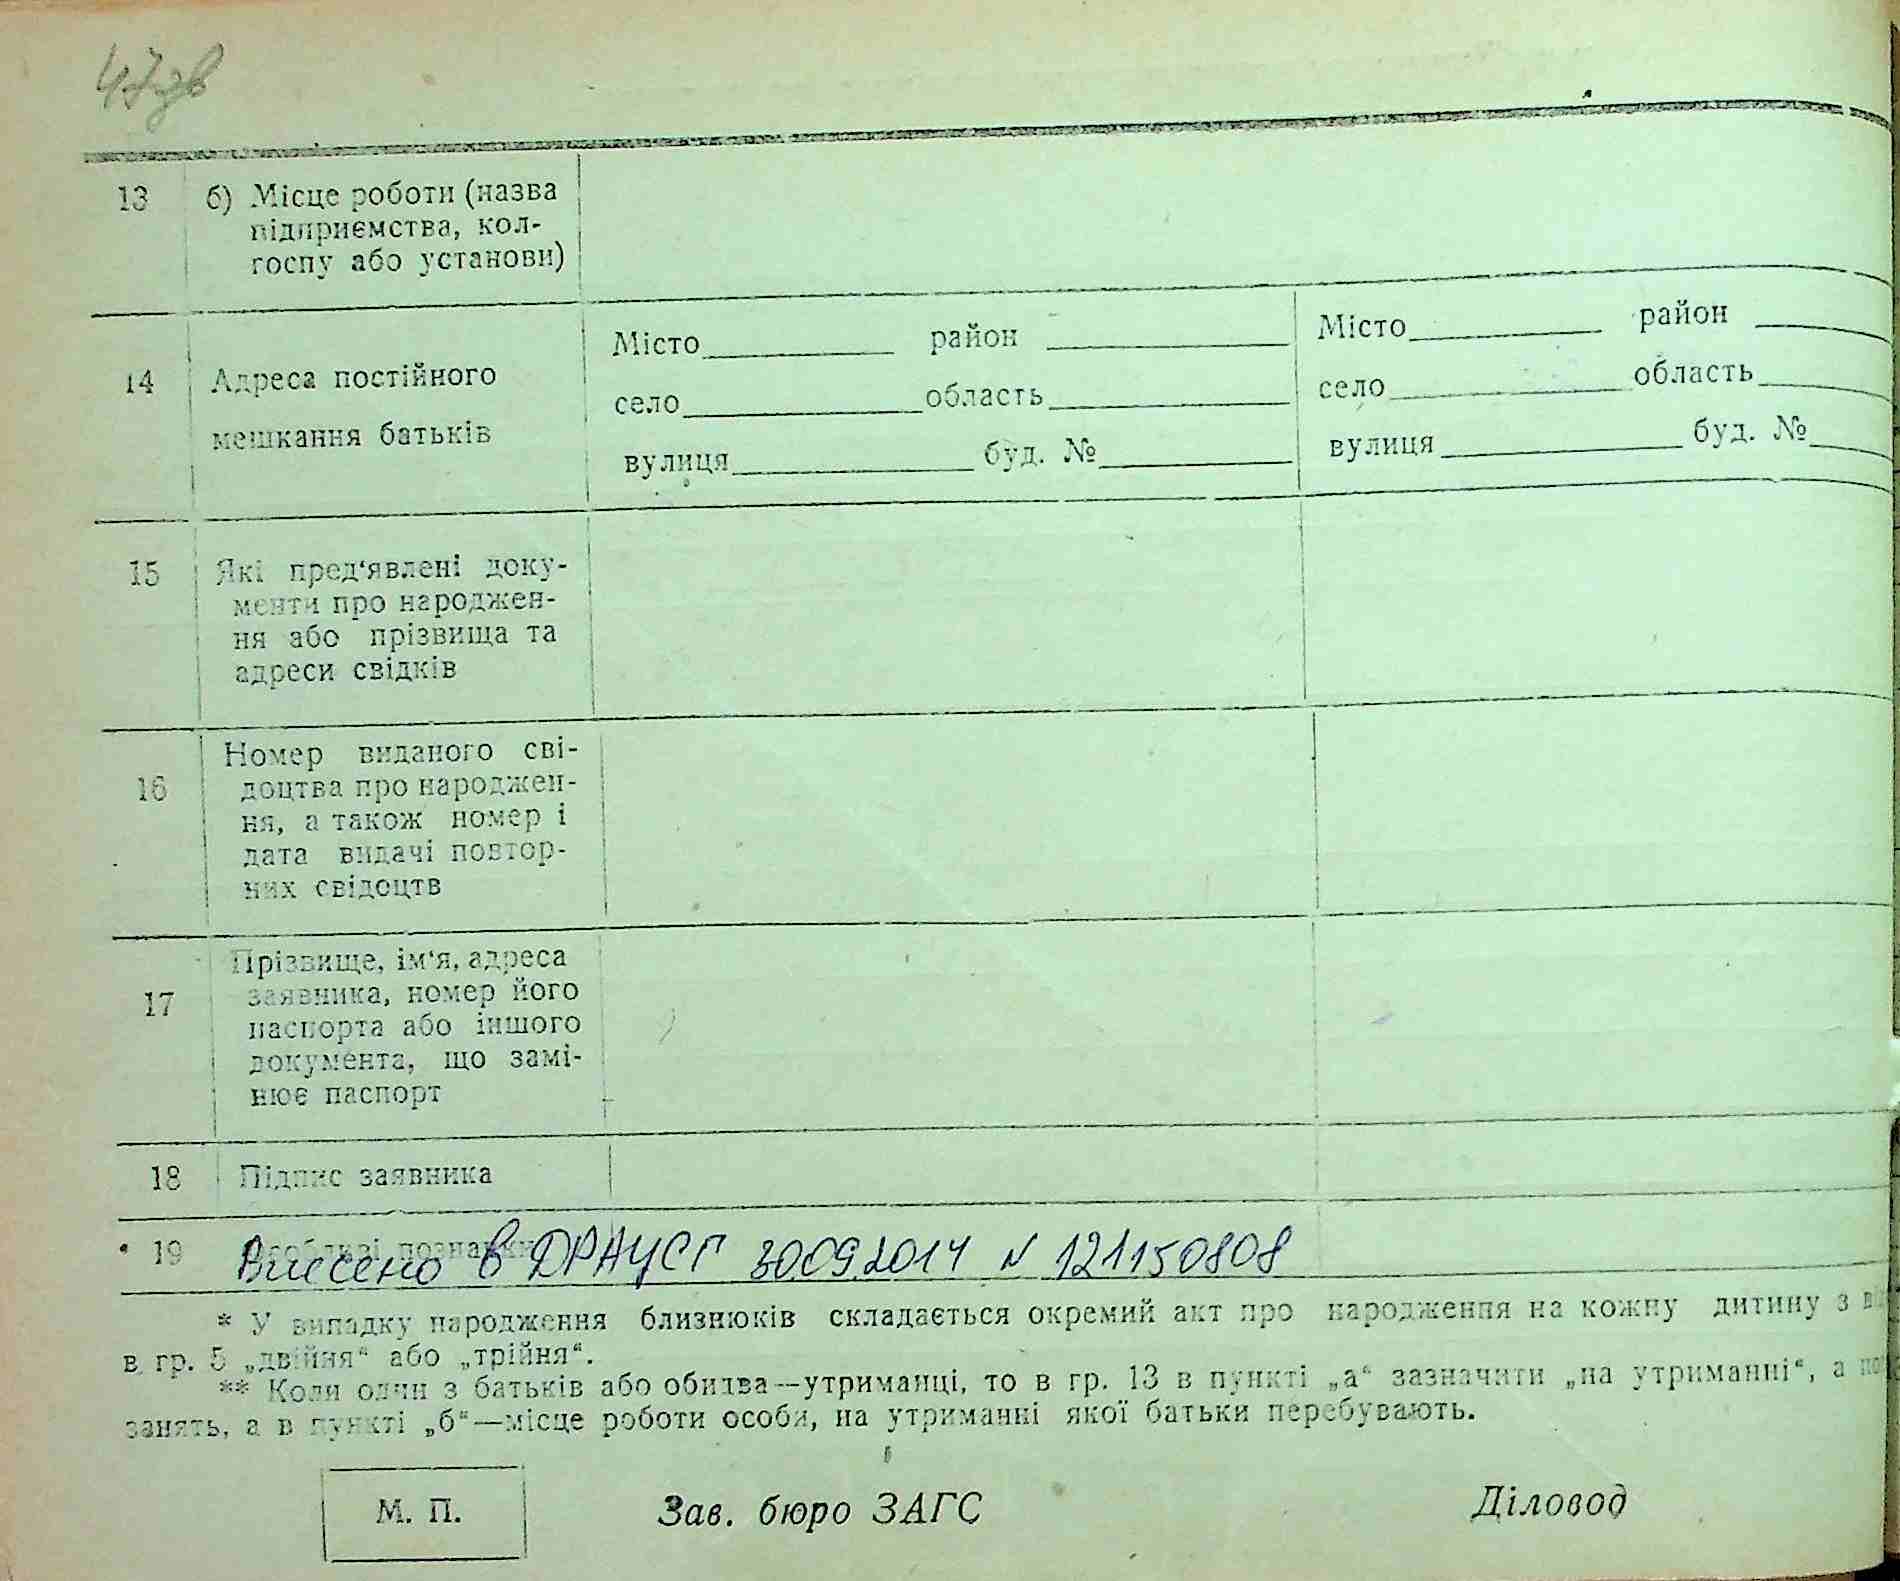 47зв
13 б) Місце роботи (назва
підприємства, кол-
госпу або установи)
14 Адреса постійного
мешкання батьків
Місто район
село область
вулиця буд. №
Місто район
село область
вулиця буд. №
15 Які пред‘явлені доку-
менти про народжен-
ня або прізвища та
адреси свідків
16 Номер виданого сві-
доцтва про народжен-
ня, а також номер і
дата видачі повтор-
них свідоцтв
17 Прізвище, ім‘я, адреса
заявника, номер його
паспорта або іншого
документа, що замі-
нює паспорт
18 Підпис заявника
19 Особливі позначки
Внесено в ДРАЦСГ 30.09.2014 N 121150808
* У випадку народження близнюків складається окремий акт про народження на кожну дитину з
в гр. 5 „двійня“ або „трійня“.
** Коли один з батьків або обидва—утриманці, то в гр. 13 в пункті „а“ зазначити „на утриманні“, а
занять, а в пункті „б“—місце роботи особи, на утриманні якої батьки перебувають.
М. П. Зав. бюро ЗАГС Діловод